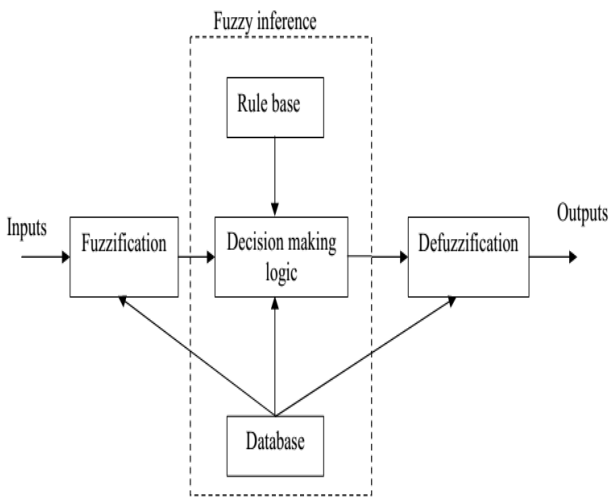 Fuzzy inference
Rule base
Inputs
Fuzzification
Decision making
logic
Defuzzification
Outputs
Database